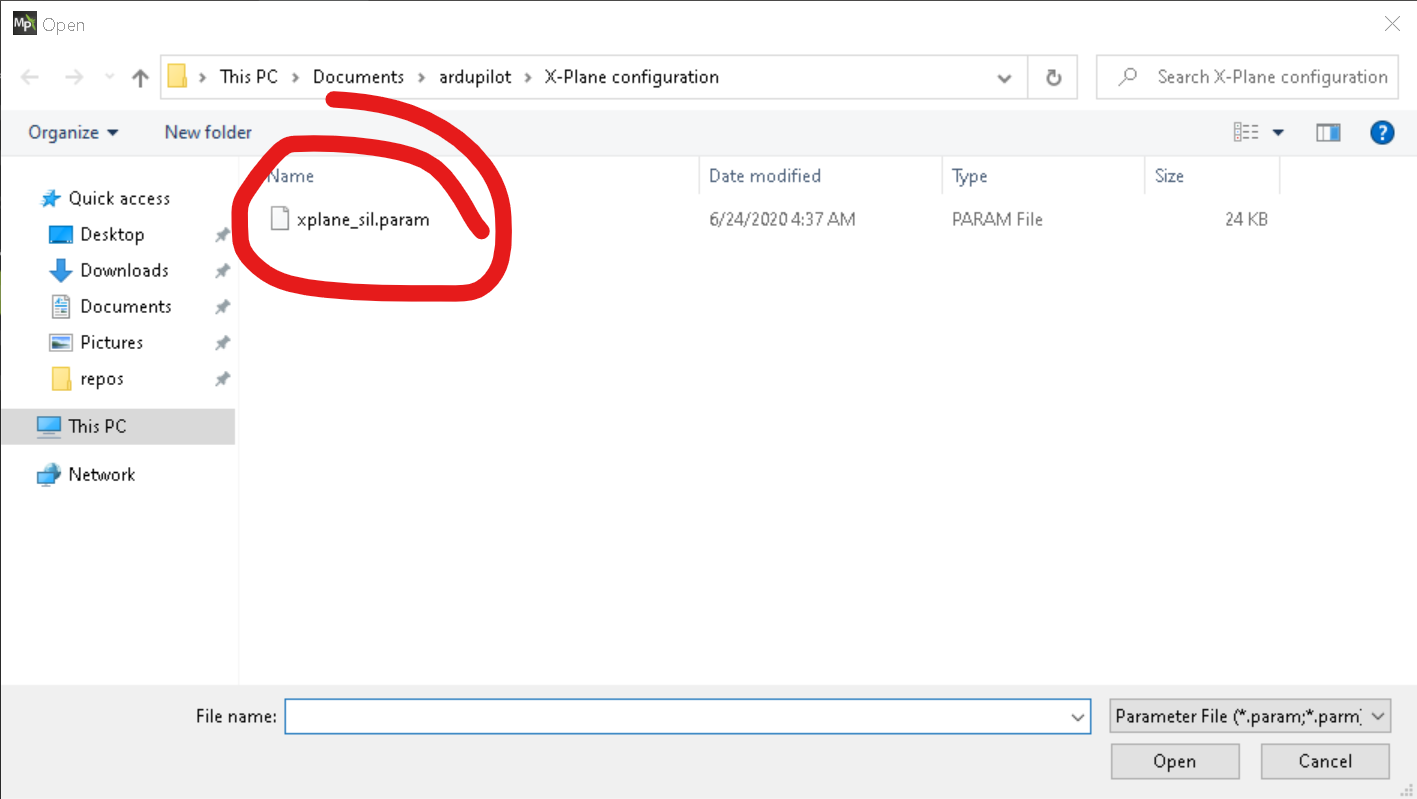 Mp Open
This PC Documents ardupilot X-Plane configuration Search X-Plane configuration
Organize New folder ?
Name Date modified Type Size
xplane_sil.param 6/24/2020 4:37 AM PARAM File 24 KB
Quick access
Desktop
Downloads
Documents
Pictures
repos
This PC
Network
File name: Parameter File (*.param;*.parm
Open Cancel